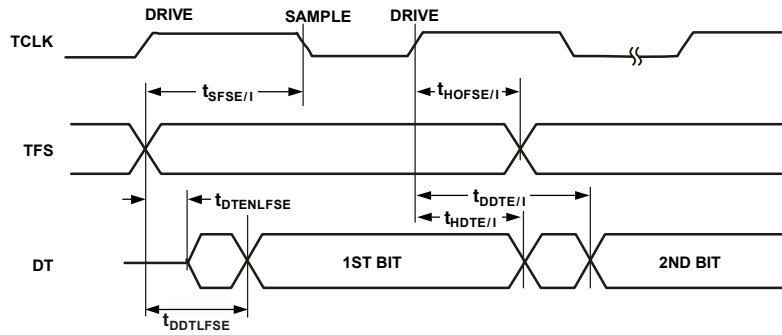 DRIVE SAMPLE DRIVE
TCLK
tSFSE/I tHOFSE/I
TFS
tDDTE/I
tDTENLFSE
tHDTE/I
DT 1ST BIT 2ND BIT
tDDTLFSE